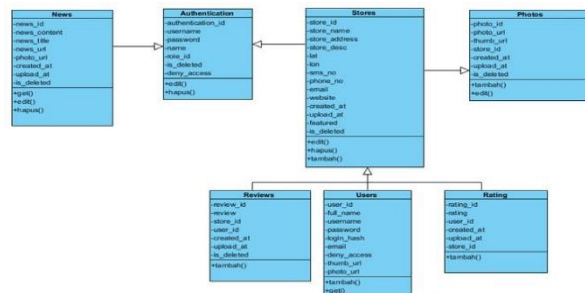 News
-news_id
-news_content
-news_title
-news_url
-photo_url
-created_at
-upload_at
-is_deleted
+get()
+edit()
+hapus()
Authentication
-authentication_id
-username
-password
-name
-role_id
-is_deleted
-deny_access
+edit()
+hapus()
Stores
-store_id
-store_name
-store_address
-store_desc
-lat
-lon
-sms_no
-phone_no
-email
-website
-created_at
-upload_at
-featured
-is_deleted
+edit()
+hapus()
+tambah()
Photos
-photo_id
-photo_url
-thumb_url
-store_id
-created_at
-upload_at
-is_deleted
+tambah()
+edit()
Reviews
-review_id
-review
-store_id
-user_id
-created_at
-upload_at
-is_deleted
+tambah()
Users
-user_id
-full_name
-username
-password
-login_hash
-email
-deny_access
-thumb_url
-photo_url
+tambah()
+get()
Rating
-rating_id
-rating
-user_id
-created_at
-upload_at
-store_id
+tambah()